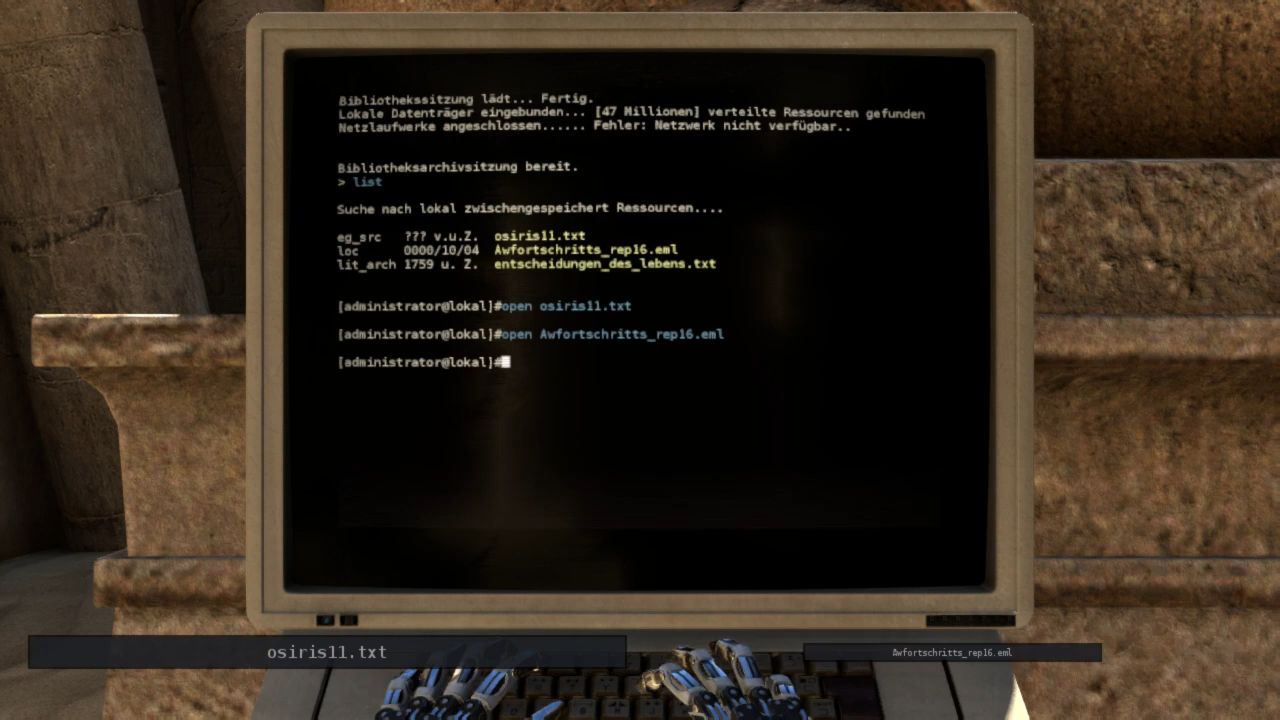 Bibliothekssitzung lädt... Fertig.
Lokale Datenträger eingebunden... [47 Millionen] verteilte Ressourcen gefunden
Netzlaufwerke angeschlossen...... Fehler: Netzwerk nicht verfügbar..
Bibliotheksarchivsitzung bereit.
> list
Suche nach lokal zwischengespeichert Ressourcen....
eg_src ??? v.u.Z. osiris11.txt
loc 0000/10/04 Awfortschritts_rep16.eml
lit_arch 1759 u. Z. entscheidungen_des_lebens.txt
[administrator@lokal]#open osiris11.txt
[administrator@lokal]#open Awfortschritts_rep16.eml
[administrator@lokal]#
osiris11.txt
Awfortschritts_rep16.eml